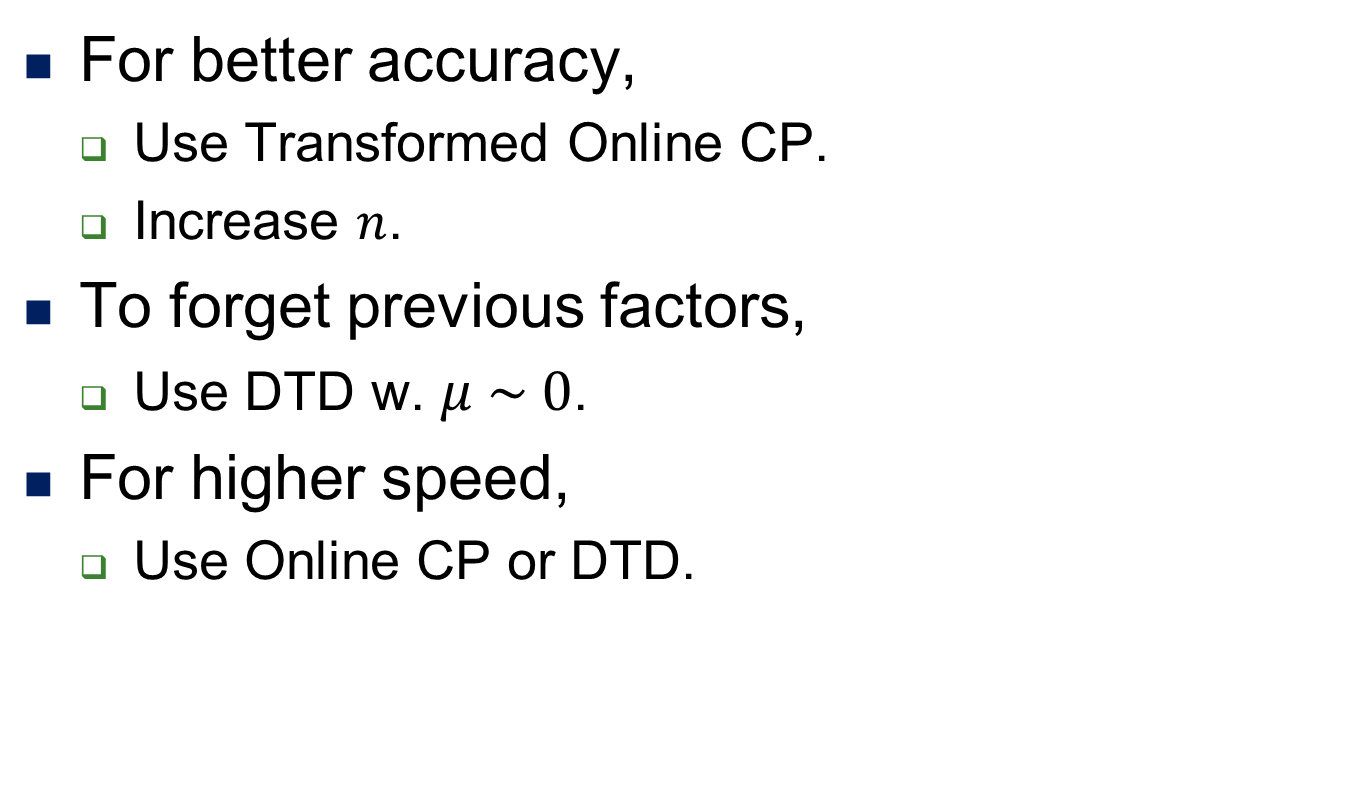 For better accuracy,
Use Transformed Online CP.
Increase 𝑛.
To forget previous factors,
Use DTD w. 𝜇 ~ 0.
For higher speed,
Use Online CP or DTD.